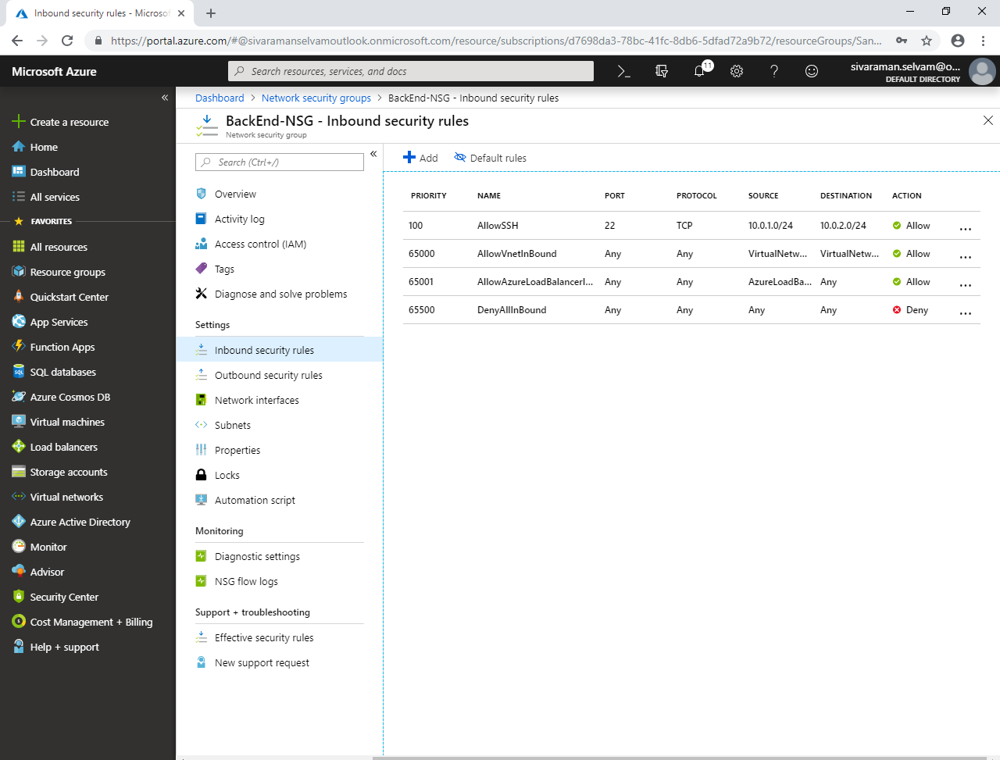 Inbound security rules - Microsof
https://portal.azure.com/#@sivaramanselvamoutlook.onmicrosoft.com/resource/subscriptions/d7698da3-78bc-41fc-8db6-5dfad72a9b72/resourceGroups/San...
Microsoft Azure
Search resources, services, and docs
11
sivaraman.selvam@o...
DEFAULT DIRECTORY
Create a resource
Home
Dashboard
All services
FAVORITES
All resources
Resource groups
Quickstart Center
App Services
Function Apps
SQL databases
Azure Cosmos DB
Virtual machines
Load balancers
Storage accounts
Virtual networks
Azure Active Directory
Monitor
Advisor
Security Center
Cost Management + Billing
Help + support
Dashboard > Network security groups > BackEnd-NSG - Inbound security rules
BackEnd-NSG - Inbound security rules
Network security group
Search (Ctrl+/)
Overview
Activity log
Access control (IAM)
Tags
Diagnose and solve problems
Settings
Inbound security rules
Outbound security rules
Network interfaces
Subnets
Properties
Locks
Automation script
Monitoring
Diagnostic settings
NSG flow logs
Support + troubleshooting
Effective security rules
New support request
Add Default rules
PRIORITY NAME PORT PROTOCOL SOURCE DESTINATION ACTION
100 AllowSSH 22 TCP 10.0.1.0/24 10.0.2.0/24 Allow ...
65000 AllowVnetInBound Any Any VirtualNetw... VirtualNetw... Allow ...
65001 AllowAzureLoadBalancerI... Any Any AzureLoadBa... Any Allow ...
65500 DenyAllInBound Any Any Any Any Deny ...